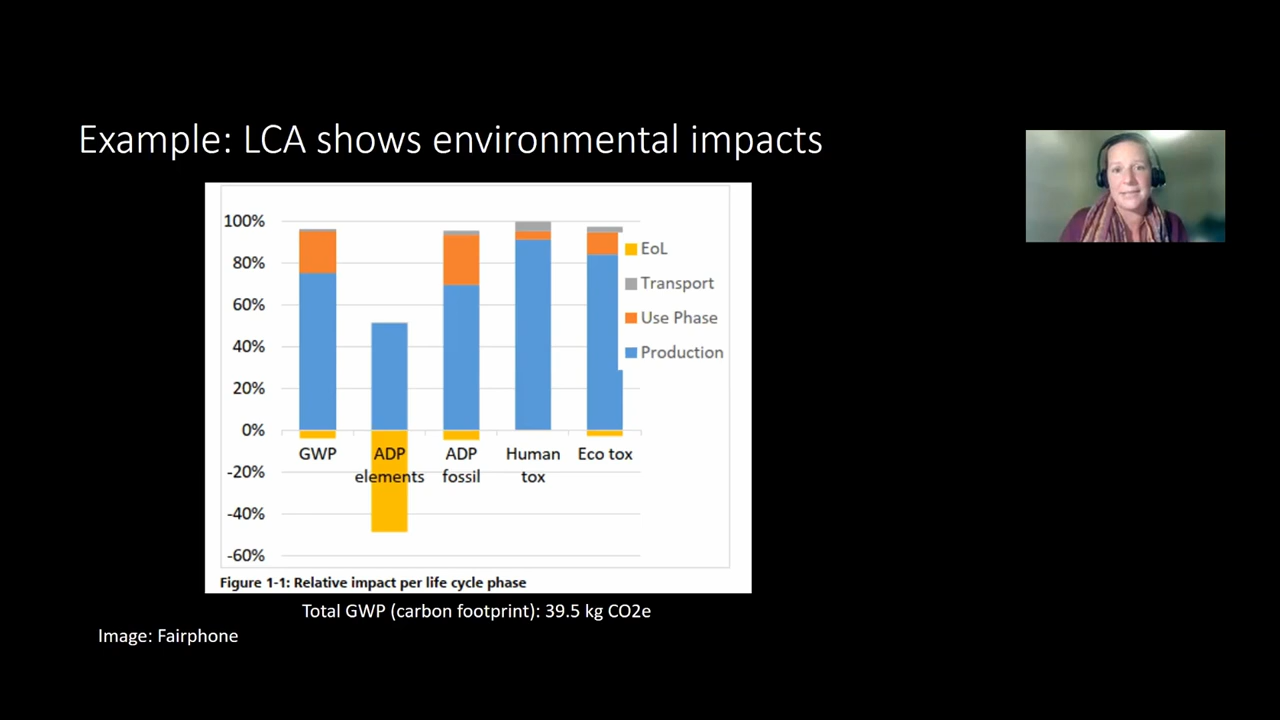 Example: LCA shows environmental impacts
100%
80%
60%
40%
20%
0%
-20%
-40%
-60%
GWP
ADP
elements
ADP
fossil
Human
tox
Eco tox
EoL
Transport
Use Phase
Production
Figure 1-1: Relative impact per life cycle phase
Total GWP (carbon footprint): 39.5 kg CO2e
Image: Fairphone